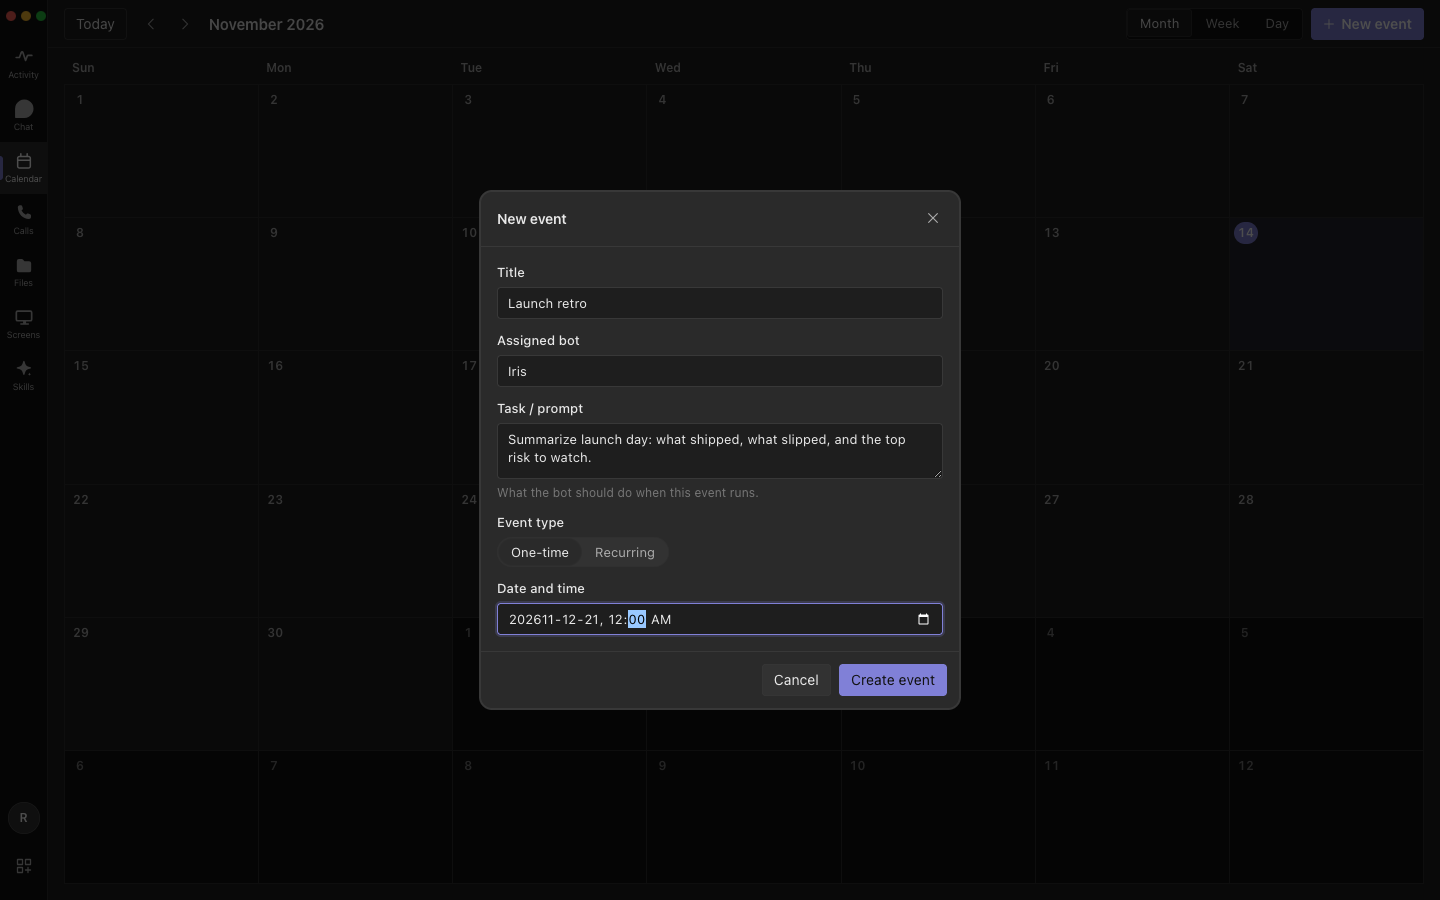 Today
November 2026
Month
Week
Day
+ New event
Activity
Chat
Calendar
Calls
Files
Screens
Skills
R
Sun
Mon
Tue
Wed
Thu
Fri
Sat
1
2
3
4
5
6
7
8
9
10
13
14
15
16
17
20
21
22
23
24
27
28
29
30
1
4
5
6
7
8
9
10
11
12
New event
Title
Launch retro
Assigned bot
Iris
Task / prompt
Summarize launch day: what shipped, what slipped, and the top
risk to watch.
What the bot should do when this event runs.
Event type
One-time
Recurring
Date and time
202611-12-21, 12:00 AM
Cancel
Create event